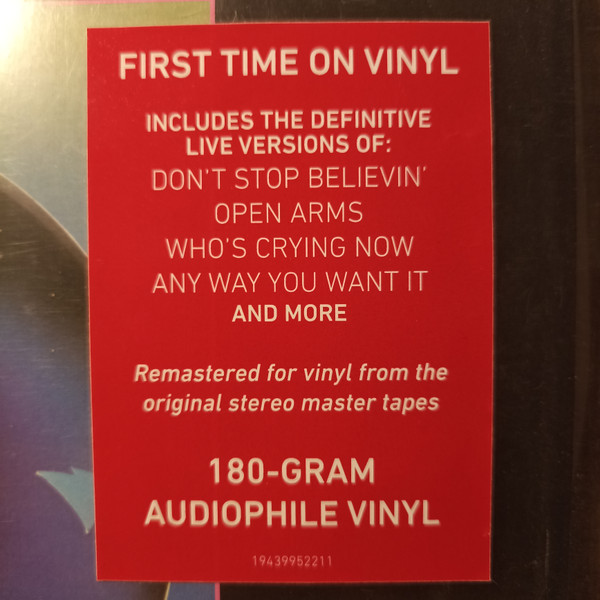 FIRST TIME ON VINYL
INCLUDES THE DEFINITIVE
LIVE VERSIONS OF:
DON'T STOP BELIEVIN'
OPEN ARMS
WHO'S CRYING NOW
ANY WAY YOU WANT IT
AND MORE
Remastered for vinyl from the
original stereo master tapes
180-GRAM
AUDIOPHILE VINYL
19439952211